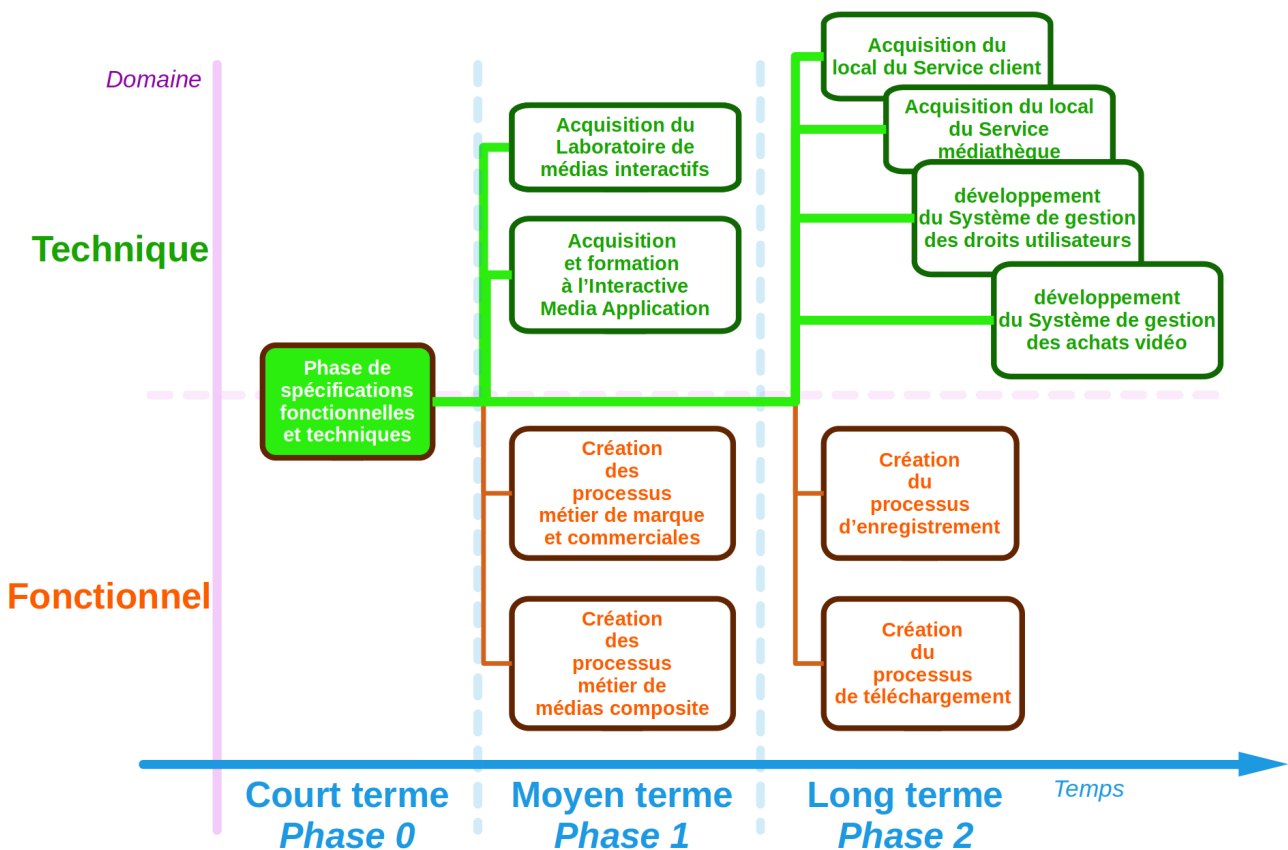 Domaine
Technique
Fonctionnel
Phase de
spécifications
fonctionnelles
et techniques
Acquisition du
Laboratoire de
médias interactifs
Acquisition
et formation
à l’Interactive
Media Application
Création
des
processus
métier de marque
et commerciales
Création
des
processus
métier de
médias composite
Acquisition du
local du Service client
Acquisition du local
du Service
médiathèque
développement
du Système de gestion
des droits utilisateurs
développement
du Système de gestion
des achats vidéo
Création
du
processus
d’enregistrement
Création
du
processus
de téléchargement
Court terme
Phase 0
Moyen terme
Phase 1
Long terme
Phase 2
Temps